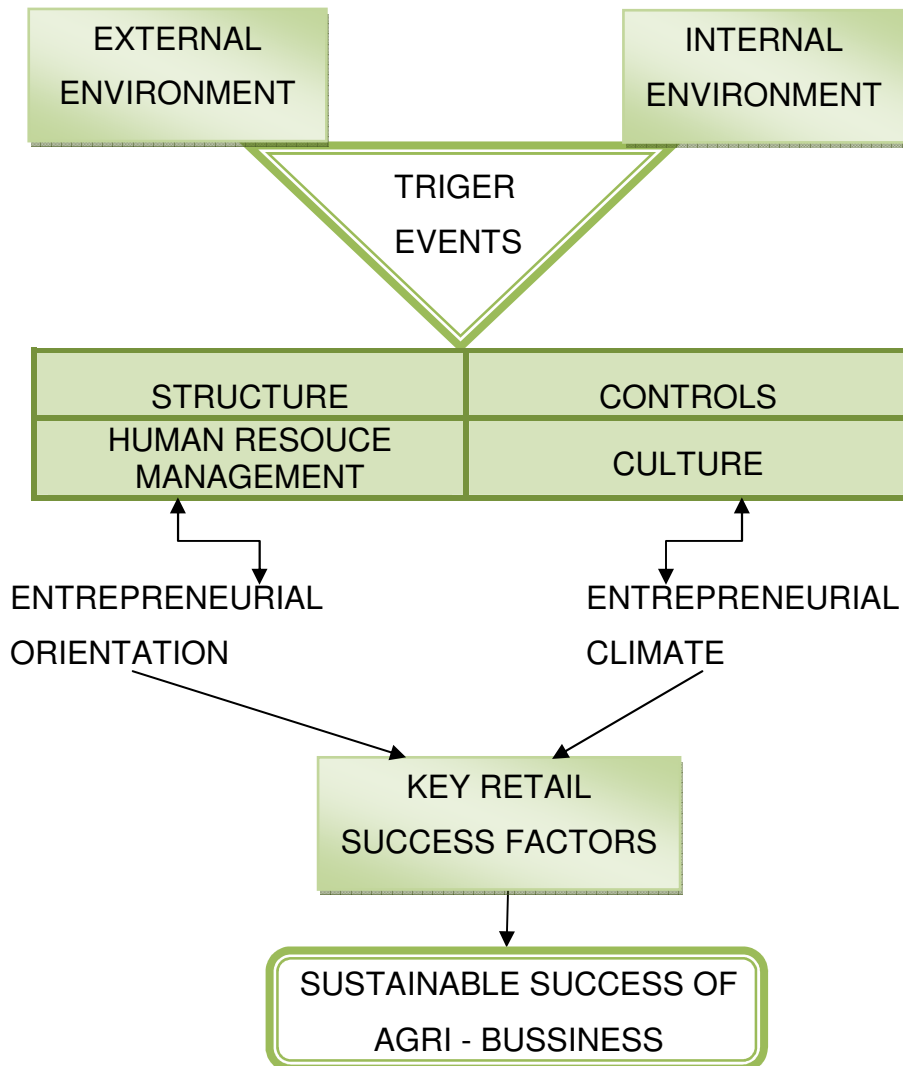 EXTERNAL
ENVIRONMENT
INTERNAL
ENVIRONMENT
TRIGER
EVENTS
STRUCTURE
CONTROLS
HUMAN RESOUCE
MANAGEMENT
CULTURE
ENTREPRENEURIAL
ORIENTATION
ENTREPRENEURIAL
CLIMATE
KEY RETAIL
SUCCESS FACTORS
SUSTAINABLE SUCCESS OF
AGRI - BUSSINESS